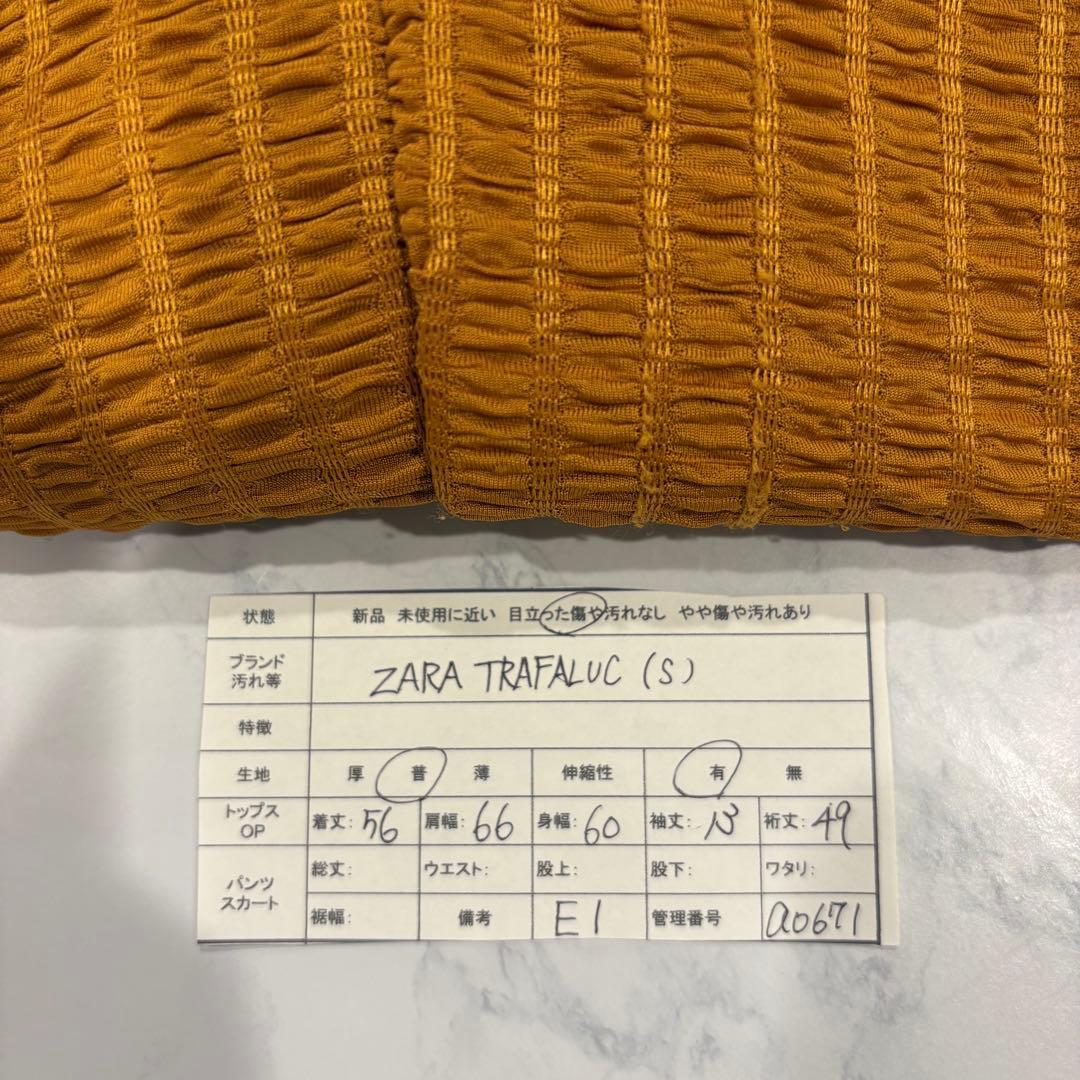 状態 新品 未使用に近い 目立った傷や汚れなし やや傷や汚れあり
ブランド
汚れ等
ZARA TRAFALUC (S)
特徴
生地 厚 普 薄 伸縮性 有 無
トップス
OP
着丈: 56 肩幅: 66 身幅: 60 袖丈: 13 裄丈: 49
パンツ
スカート
総丈: ウエスト: 股上: 股下: ワタリ:
裾幅: 備考 E1 管理番号 a0671